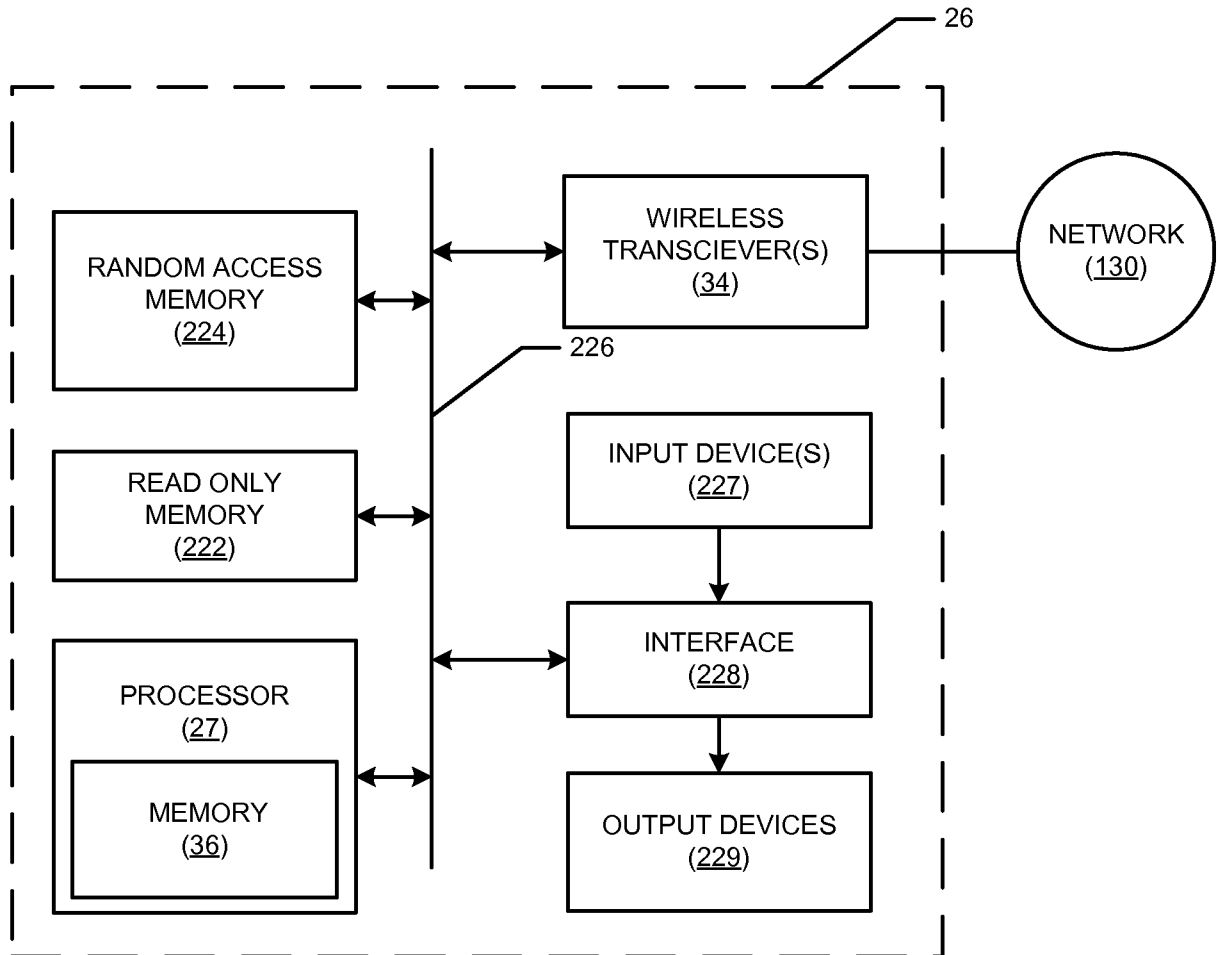 26
RANDOM ACCESS
MEMORY
(224)
WIRELESS
TRANSCIEVER(S)
(34)
NETWORK
(130)
226
READ ONLY
MEMORY
(222)
INPUT DEVICE(S)
(227)
PROCESSOR
(27)
MEMORY
(36)
INTERFACE
(228)
OUTPUT DEVICES
(229)